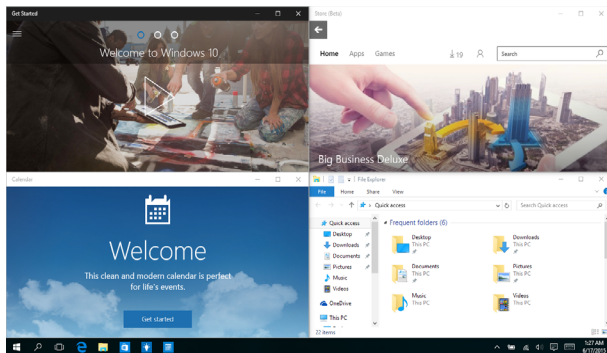 Get Started
Welcome to Windows 10
Store (Beta)
Home Apps Games
19
Search
Big Business Deluxe
Calendar
Welcome
This clean and modern calendar is perfect
for life's events.
Get started
File Explorer
File Home Share View
Quick access
Search Quick access
Quick access
Desktop
Downloads
Documents
Pictures
Music
Videos
OneDrive
This PC
Frequent folders (6)
Desktop
This PC
Downloads
This PC
Documents
This PC
Pictures
This PC
Music
This PC
Videos
This PC
22 items
1:27 AM
6/17/2015